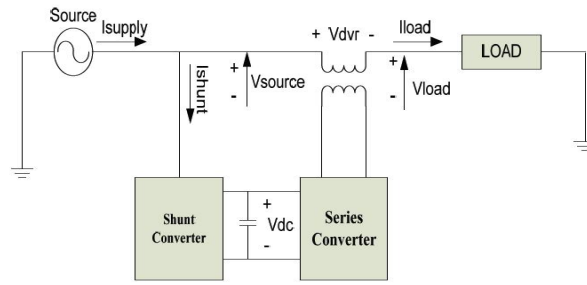 Source
Isupply
+ Vdvr -
Iload
LOAD
Ishunt
+
-
Vsource
+
-
Vload
Shunt
Converter
+
Vdc
-
Series
Converter